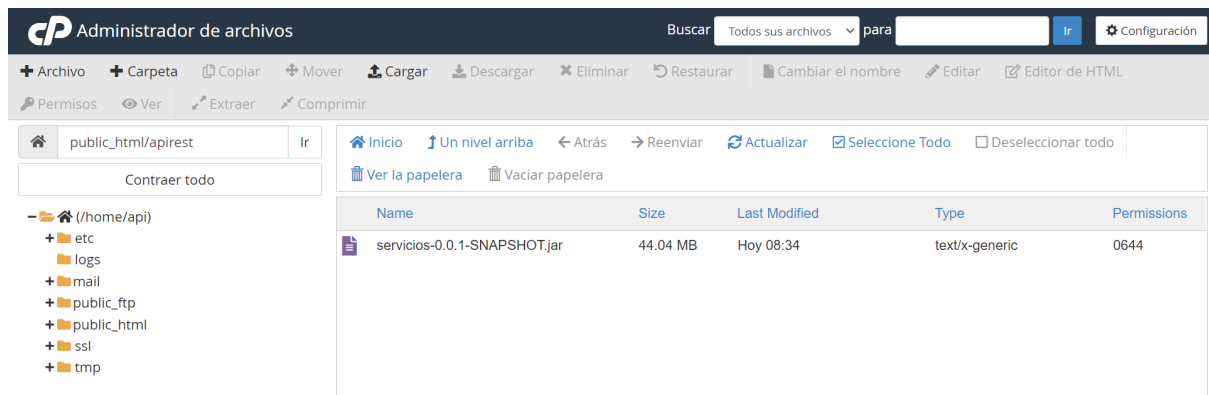 cP Administrador de archivos Buscar Todos sus archivos para Ir Configuración
Archivo Carpeta Copiar Mover Cargar Descargar Eliminar Restaurar Cambiar el nombre Editar Editor de HTML
Permisos Ver Extraer Comprimir
public_html/apirest Ir
Contraer todo
(/home/api)
etc
logs
mail
public_ftp
public_html
ssl
tmp
Inicio Un nivel arriba Atrás Reenviar Actualizar Seleccione Todo Deseleccionar todo
Ver la papelera Vaciar papelera
Name Size Last Modified Type Permissions
servicios-0.0.1-SNAPSHOT.jar 44.04 MB Hoy 08:34 text/x-generic 0644